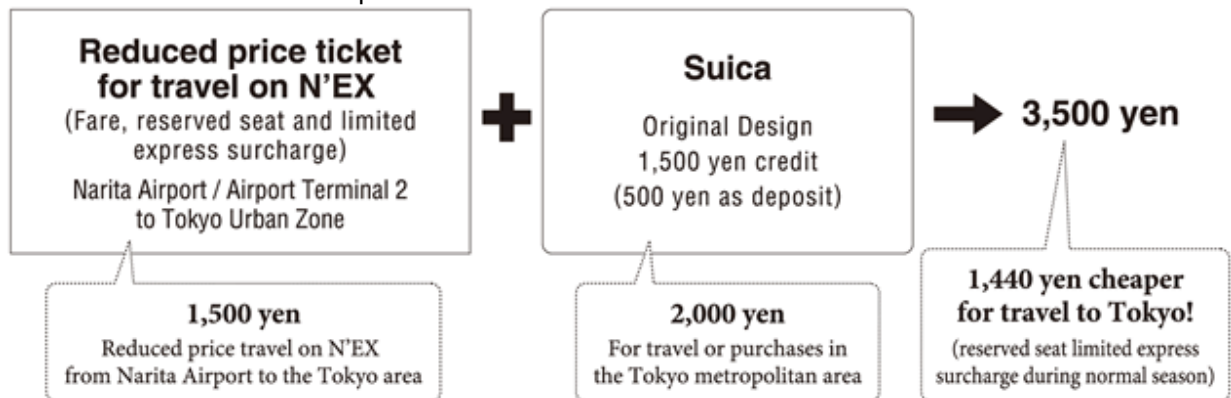 Reduced price ticket
for travel on N'EX
(Fare, reserved seat and limited
express surcharge)
Narita Airport / Airport Terminal 2
to Tokyo Urban Zone
+
Suica
Original Design
1,500 yen credit
(500 yen as deposit)
3,500 yen
1,500 yen
Reduced price travel on N'EX
from Narita Airport to the Tokyo area
2,000 yen
For travel or purchases in
the Tokyo metropolitan area
1,440 yen cheaper
for travel to Tokyo!
(reserved seat limited express
surcharge during normal season)